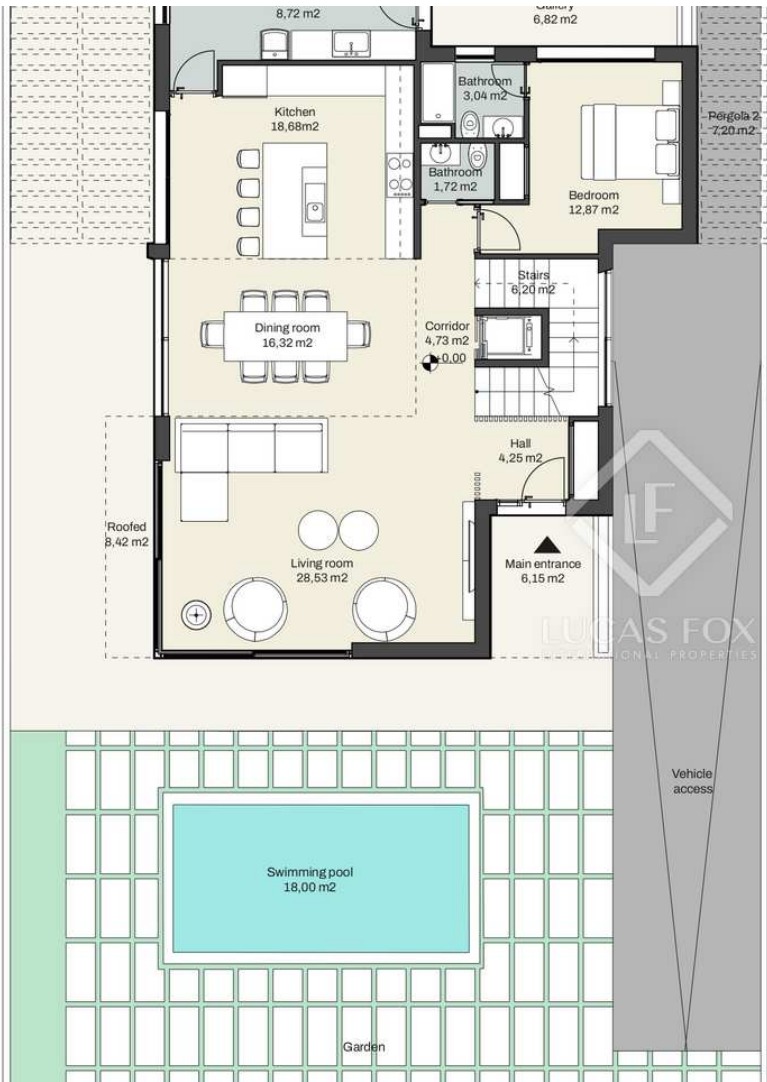 8,72 m2
6,82 m2
Bathroom
3,04 m2
Kitchen
18,68m2
Pergola 2
7,20 m2
Bathroom
1,72 m2
Bedroom
12,87 m2
Stairs
6,20 m2
Dining room
16,32 m2
Corridor
4,73 m2
+0,00
Hall
4,25 m2
LF
Roofed
8,42 m2
Living room
28,53 m2
Main entrance
6,15 m2
LUCAS FOX
INTERNATIONAL PROPERTIES
Vehicle
access
Swimming pool
18,00 m2
Garden